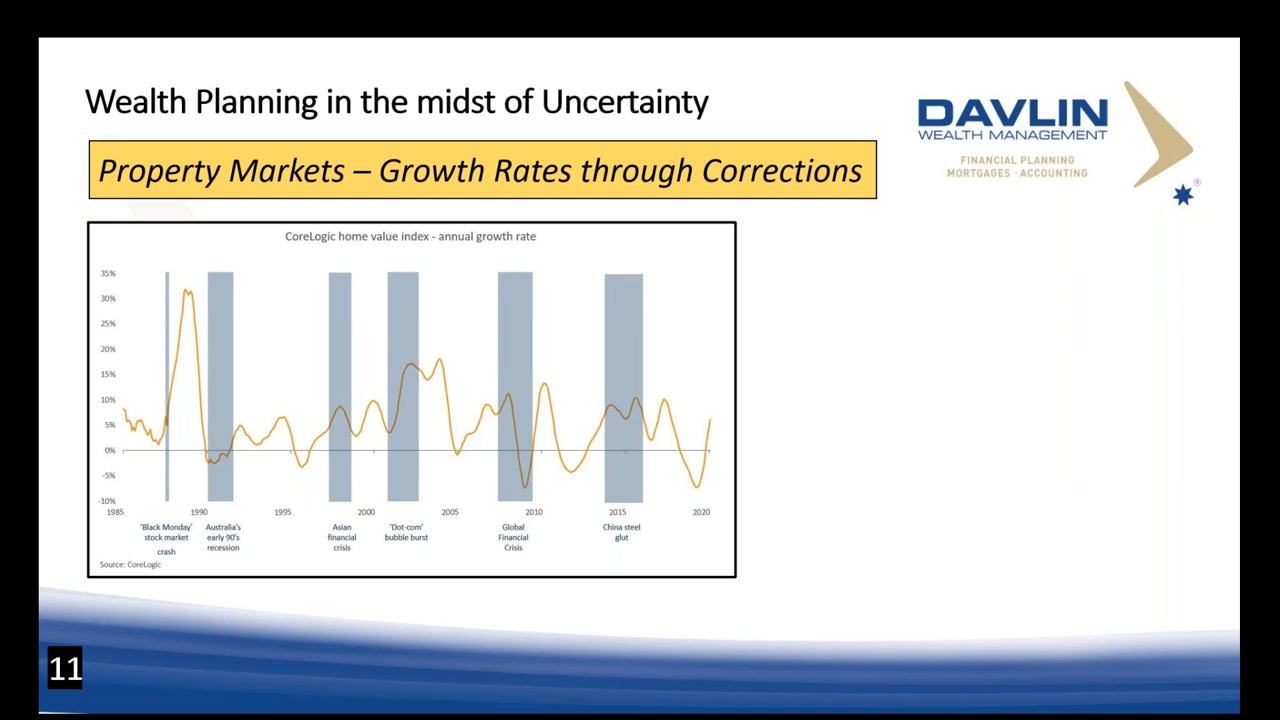 Wealth Planning in the midst of Uncertainty
DAVLIN
WEALTH MANAGEMENT
FINANCIAL PLANNING
MORTGAGES · ACCOUNTING
®
Property Markets – Growth Rates through Corrections
CoreLogic home value index - annual growth rate
35%
30%
25%
20%
15%
10%
5%
0%
-5%
-10%
1985 1990 1995 2000 2005 2010 2015 2020
'Black Monday'
stock market
crash
Australia's
early 90's
recession
Asian
financial
crisis
'Dot-com'
bubble burst
Global
Financial
Crisis
China steel
glut
Source: CoreLogic
11